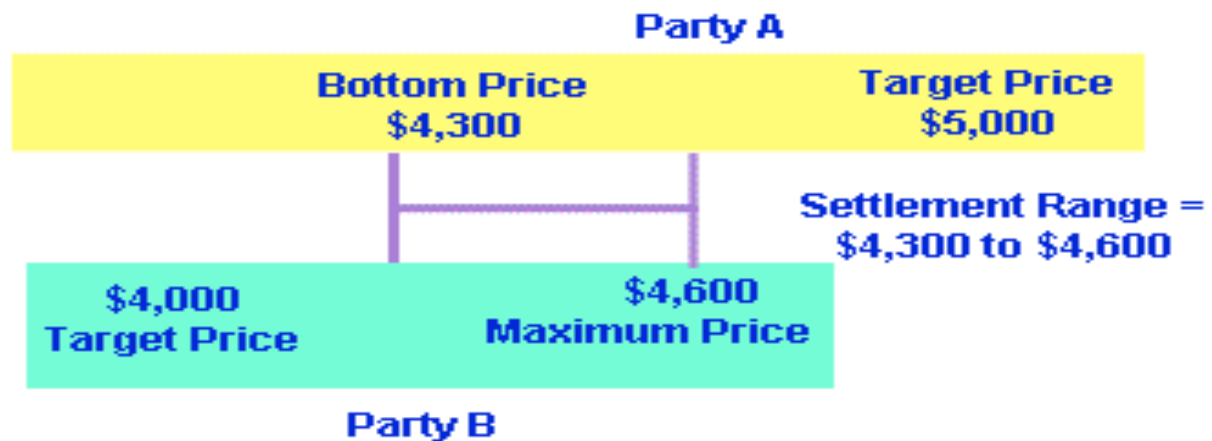 Party A
Bottom Price
$4,300
Target Price
$5,000
Settlement Range =
$4,300 to $4,600
$4,000
Target Price
$4,600
Maximum Price
Party B